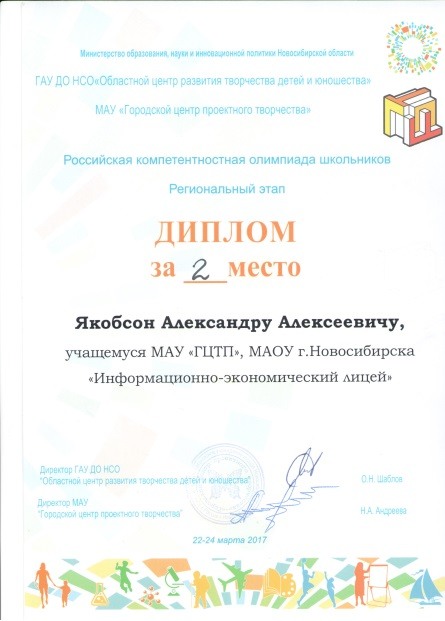 Министерство образования, науки и инновационной политики Новосибирской области
ГАУ ДО НСО«Областной центр развития творчества детей и юношества»
МАУ «Городской центр проектного творчества»
Российская компетентностная олимпиада школьников
Региональный этап
ДИПЛОМ
за 2 место
Якобсон Александру Алексеевичу,
учащемуся МАУ «ГЦТП», МАОУ г.Новосибирска
«Информационно-экономический лицей»
Директор ГАУ ДО НСО
"Областной центр развития творчества детей и юношества"
О.Н. Шаблов
Директор МАУ
"Городской центр проектного творчества"
Н.А. Андреева
22-24 марта 2017